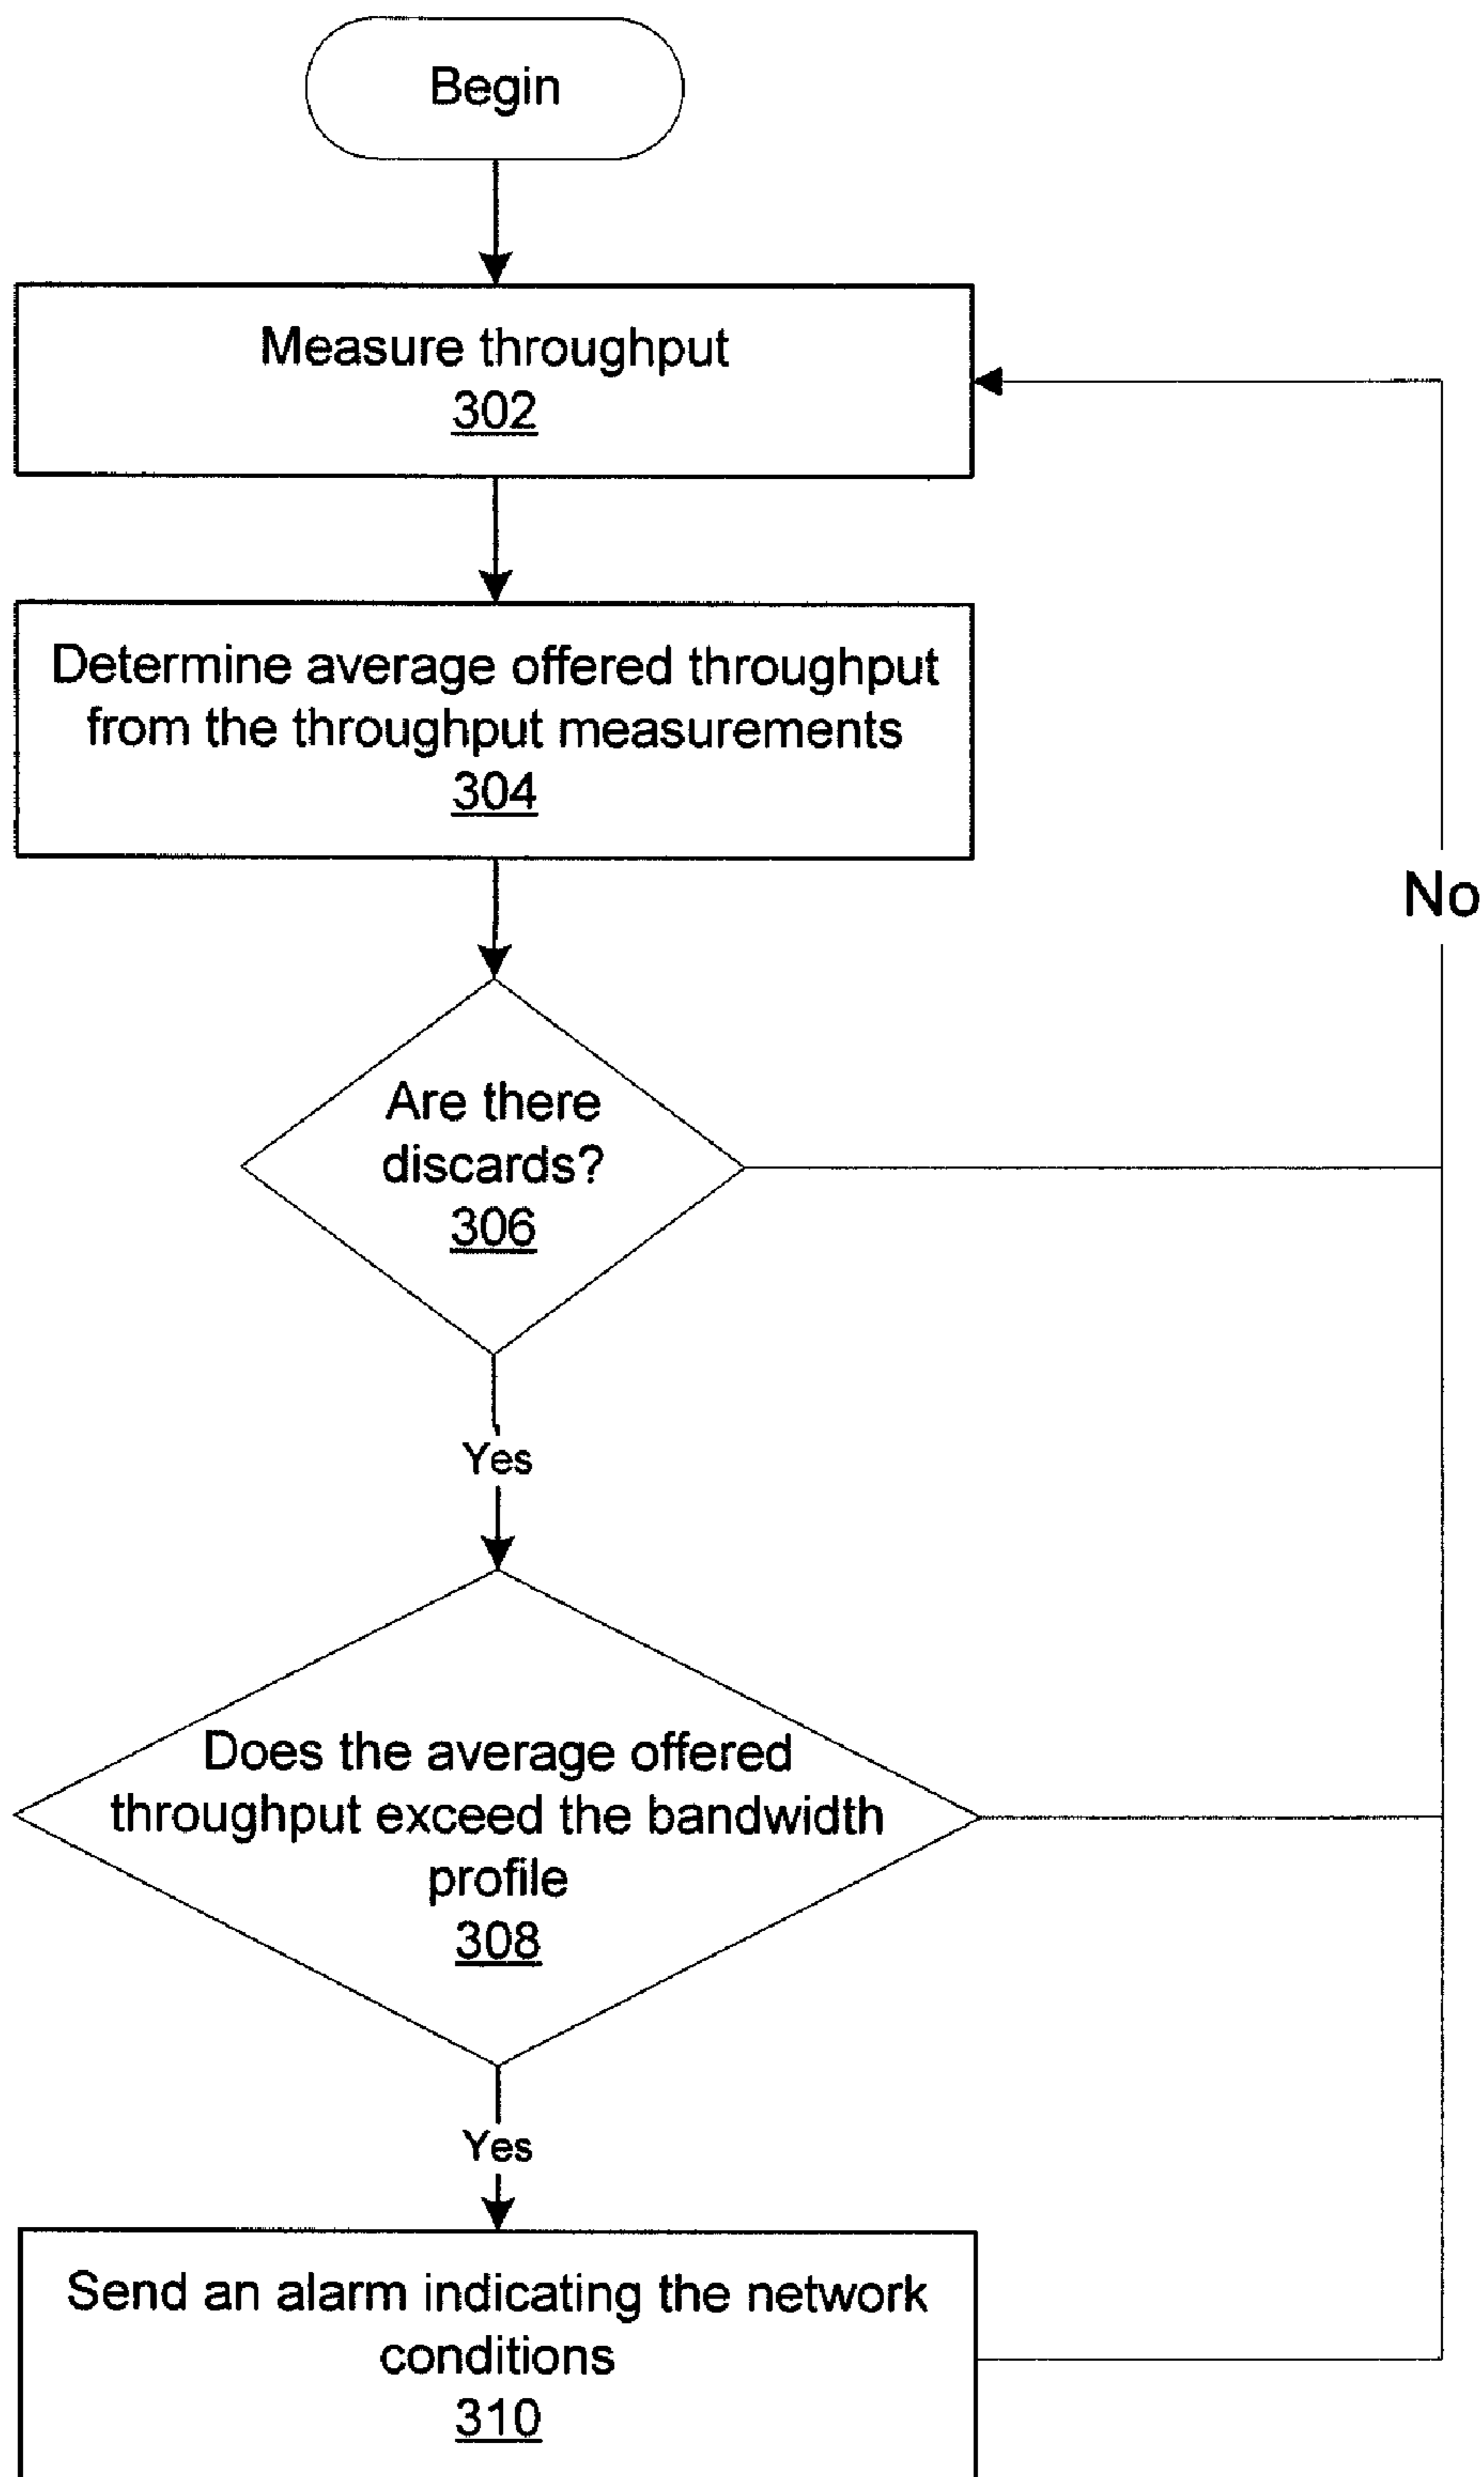 Begin
Measure throughput
302
Determine average offered throughput
from the throughput measurements
304
No
Are there
discards?
306
Yes
Does the average offered
throughput exceed the bandwidth
profile
308
Yes
Send an alarm indicating the network
conditions
310